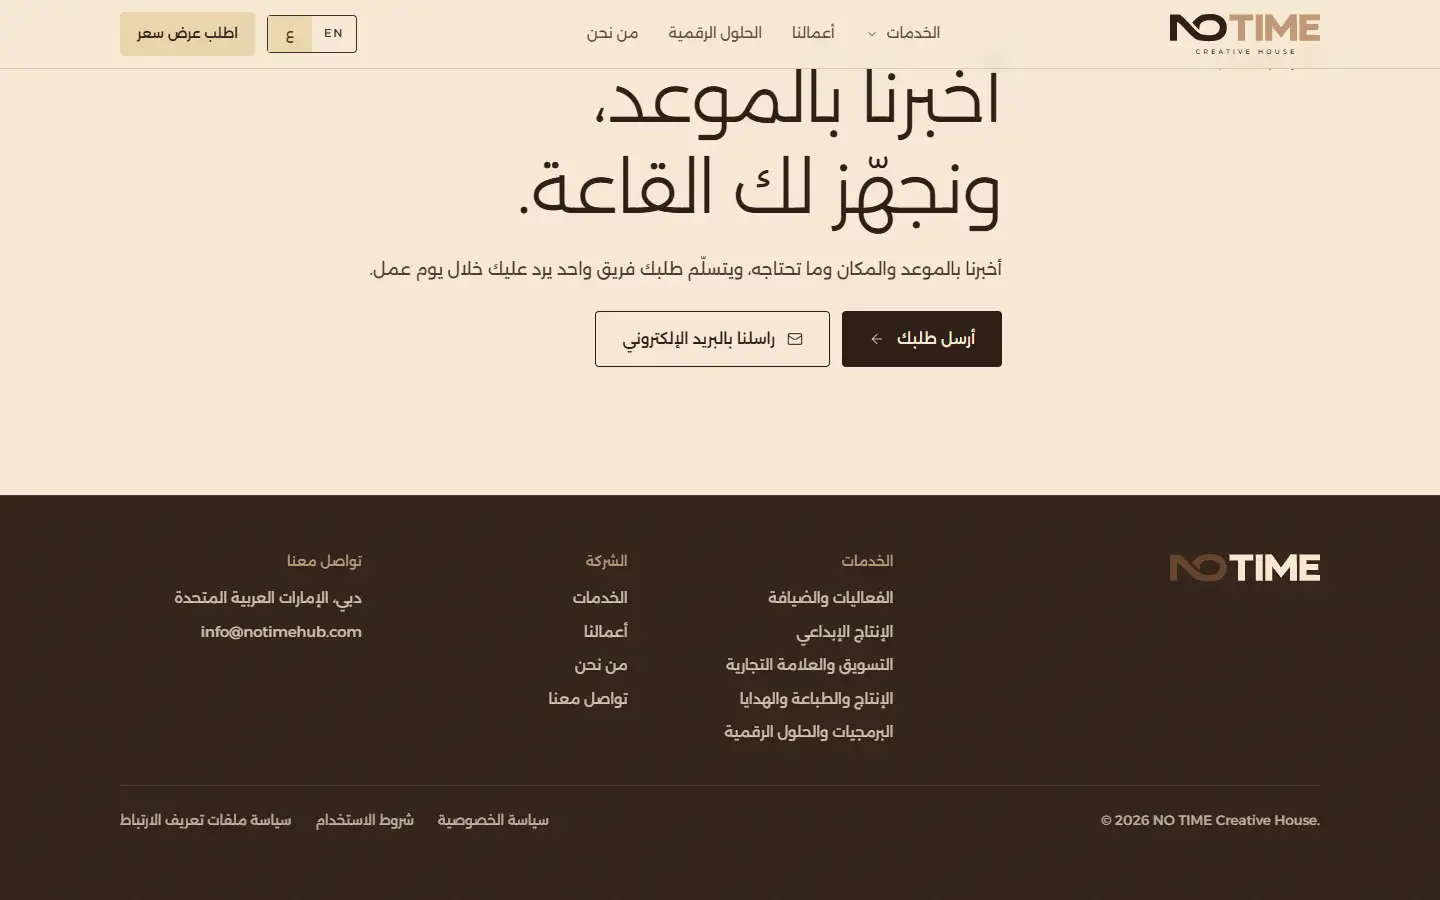 NO TIME
CREATIVE HOUSE
الخدمات
أعمالنا
الحلول الرقمية
من نحن
EN
ع
اطلب عرض سعر
أخبرنا بالموعد،
ونجهّز لك القاعة.
أخبرنا بالموعد والمكان وما تحتاجه، ويتسلّم طلبك فريق واحد يرد عليك خلال يوم عمل.
أرسل طلبك
راسلنا بالبريد الإلكتروني
NO TIME
الخدمات
الفعاليات والضيافة
الإنتاج الإبداعي
التسويق والعلامة التجارية
الإنتاج والطباعة والهدايا
البرمجيات والحلول الرقمية
الشركة
الخدمات
أعمالنا
من نحن
تواصل معنا
تواصل معنا
دبي، الإمارات العربية المتحدة
info@notimehub.com
© 2026 NO TIME Creative House.
سياسة الخصوصية
شروط الاستخدام
سياسة ملفات تعريف الارتباط